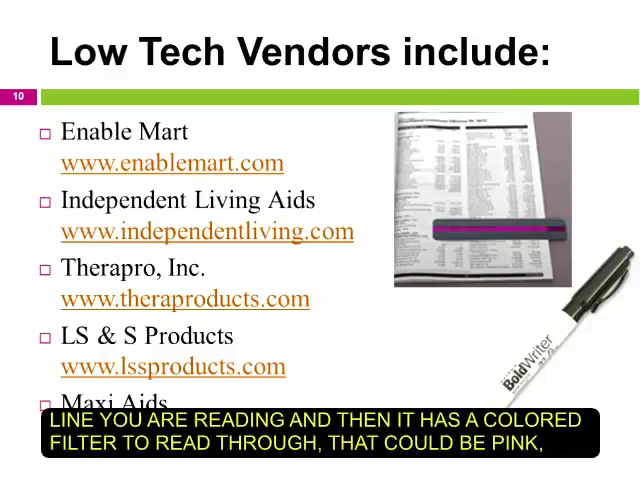 Low Tech Vendors include:
10
Enable Mart
www.enablemart.com
Independent Living Aids
www.independentliving.com
Therapro, Inc.
www.theraproducts.com
LS & S Products
www.lssproducts.com
Maxi Aids
BoldWriter
LINE YOU ARE READING AND THEN IT HAS A COLORED
FILTER TO READ THROUGH, THAT COULD BE PINK,